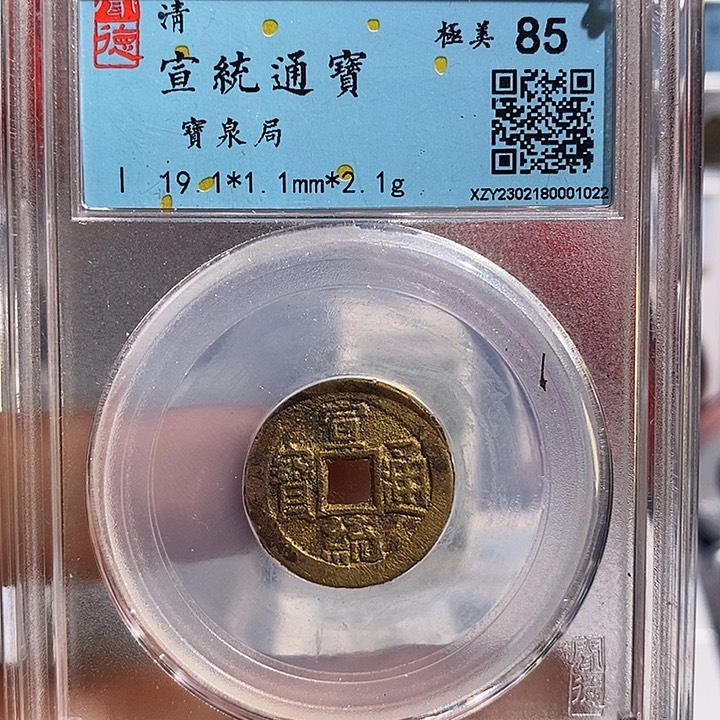 清
極美 85
宣統通寶
寶泉局
I 19.1*1.1mm*2.1g
XZY2302180001022
宣統通寶